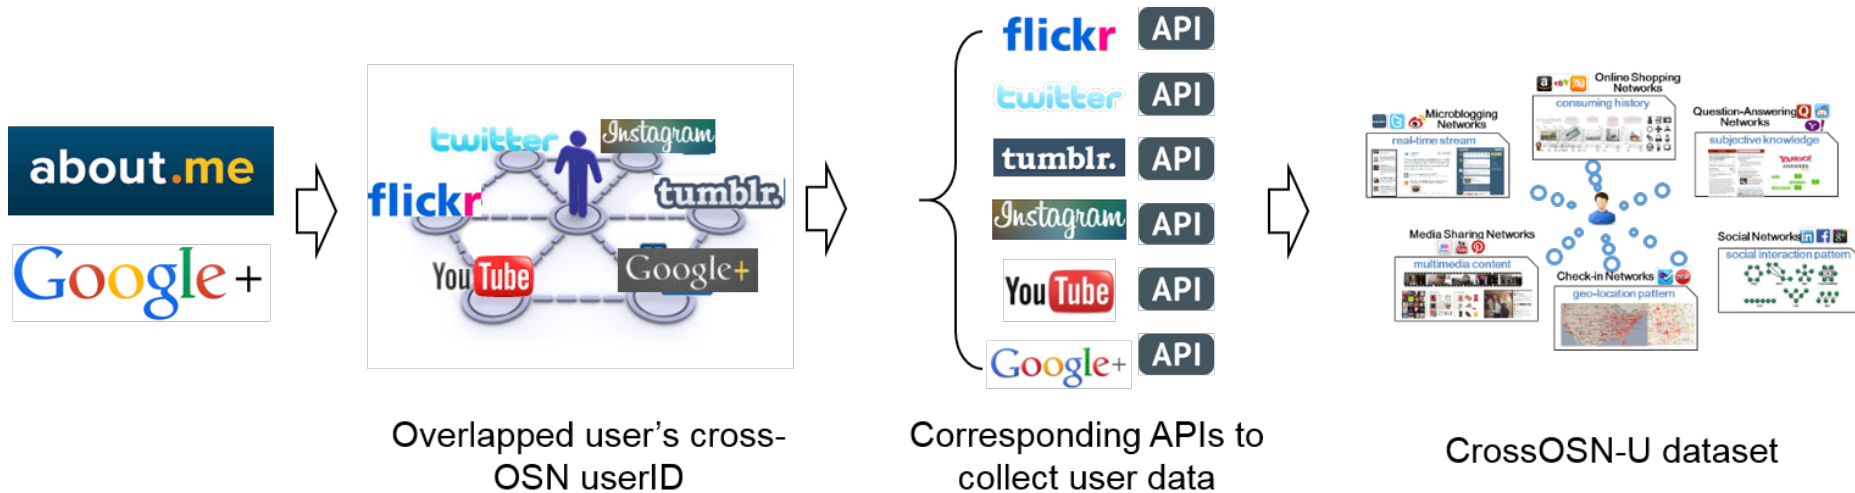 about.me
Google+
twitter
Instagram
flickr
tumblr.
YouTube
Google+
Overlapped user's cross-
OSN userID
flickr API
twitter API
tumblr. API
Instagram API
YouTube API
Google+ API
Corresponding APIs to
collect user data
Online Shopping
Networks
consuming history
Microblogging
Networks
real-time stream
Question-Answering
Networks
subjective knowledge
YAHOO!
ANSWERS
Media Sharing Networks
multimedia content
Check-in Networks
geo-location pattern
Social Networks
social interaction pattern
CrossOSN-U dataset